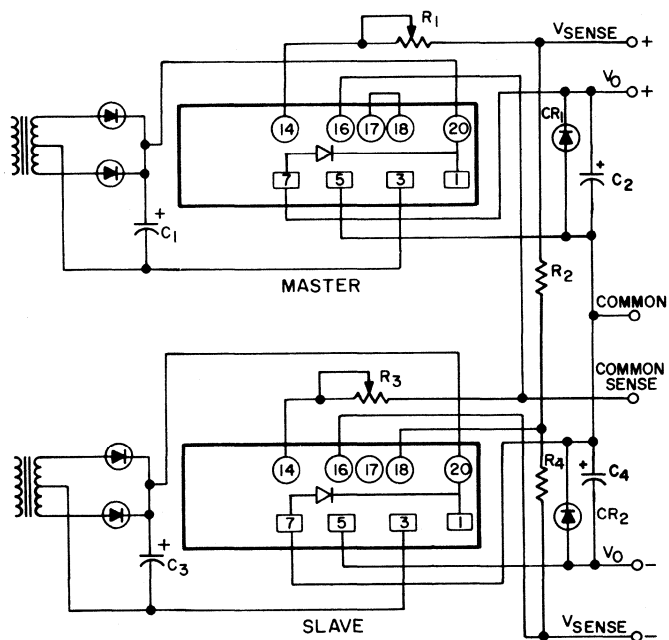 R1
VSENSE +
VO +
CR1
14 16 17 18 20
7 5 3 1
+ C1
+ C2
MASTER
R2
COMMON
COMMON
SENSE
R3
14 16 17 18 20
7 5 3 1
R4
+ C4
CR2
+ C3
VO -
SLAVE
VSENSE -